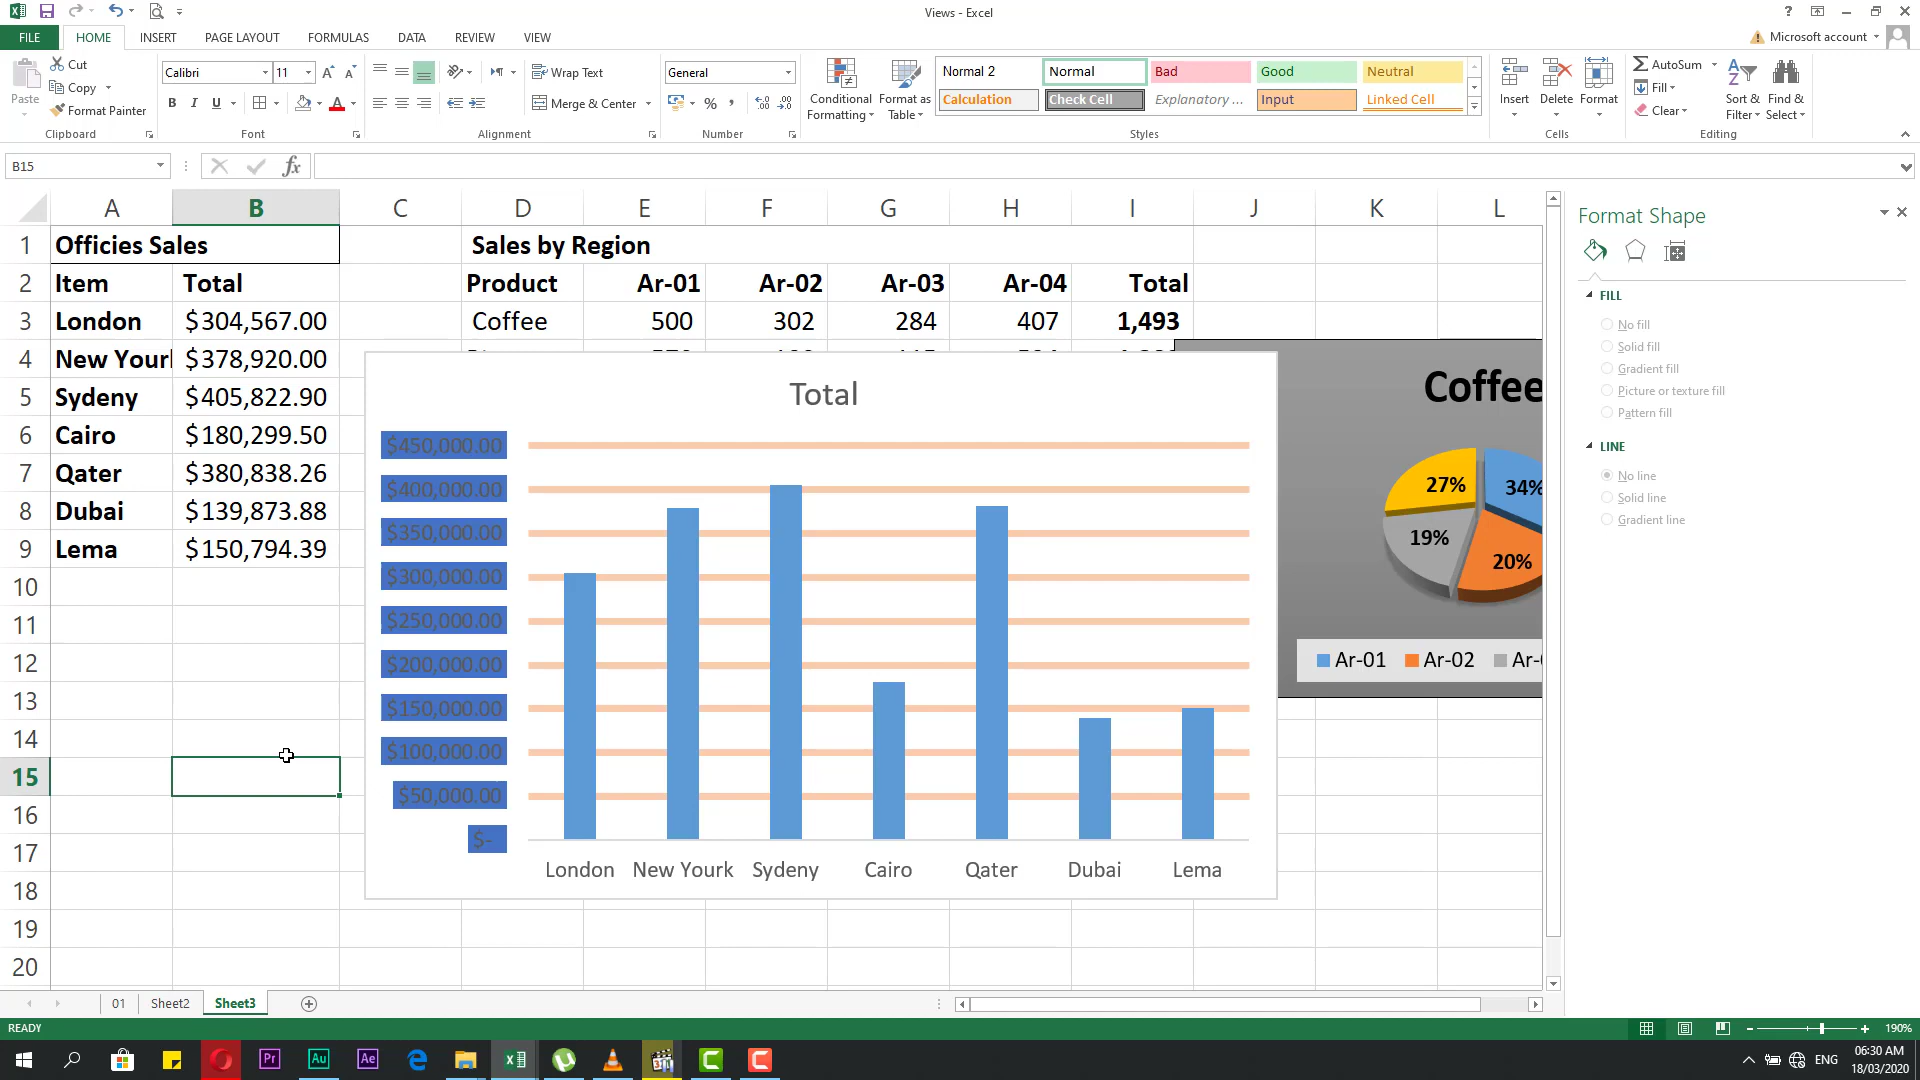 Views - Excel
FILE HOME INSERT PAGE LAYOUT FORMULAS DATA REVIEW VIEW Microsoft account
Paste Cut Copy Format Painter Clipboard
Calibri 11 B I U Font
Wrap Text Merge & Center Alignment
General % , Number
Conditional Formatting Format as Table
Normal 2 Normal Bad Good Neutral
Calculation Check Cell Explanatory ... Input Linked Cell
Styles
Insert Delete Format Cells
AutoSum Fill Clear Sort & Filter Find & Select Editing
B15 fx
A B C D E F G H I J K L
1 Officies Sales Sales by Region
2 Item Total Product Ar-01 Ar-02 Ar-03 Ar-04 Total
3 London $304,567.00 Coffee 500 302 284 407 1,493
4 New Yourl $378,920.00
5 Sydeny $405,822.90
6 Cairo $180,299.50
7 Qater $380,838.26
8 Dubai $139,873.88
9 Lema $150,794.39
10
11
12
13
14
15
16
17
18
19
20
Total
$450,000.00
$400,000.00
$350,000.00
$300,000.00
$250,000.00
$200,000.00
$150,000.00
$100,000.00
$50,000.00
$-
London New Yourk Sydeny Cairo Qater Dubai Lema
Coffee
27% 34%
19% 20%
Ar-01 Ar-02 Ar-
Format Shape
FILL
No fill
Solid fill
Gradient fill
Picture or texture fill
Pattern fill
LINE
No line
Solid line
Gradient line
01 Sheet2 Sheet3
READY 190%
Pr Au Ae ENG 06:30 AM
18/03/2020